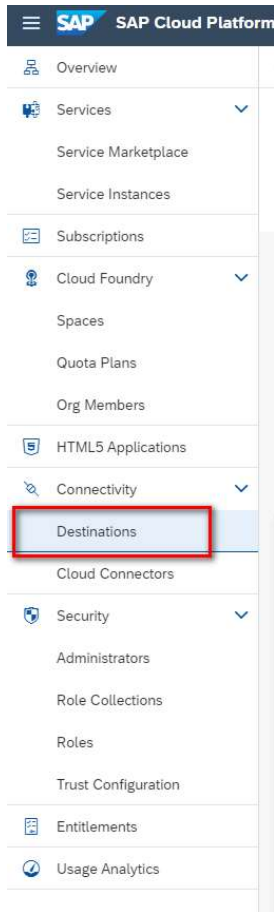 SAP SAP Cloud Platform
Overview
Services
Service Marketplace
Service Instances
Subscriptions
Cloud Foundry
Spaces
Quota Plans
Org Members
HTML5 Applications
Connectivity
Destinations
Cloud Connectors
Security
Administrators
Role Collections
Roles
Trust Configuration
Entitlements
Usage Analytics